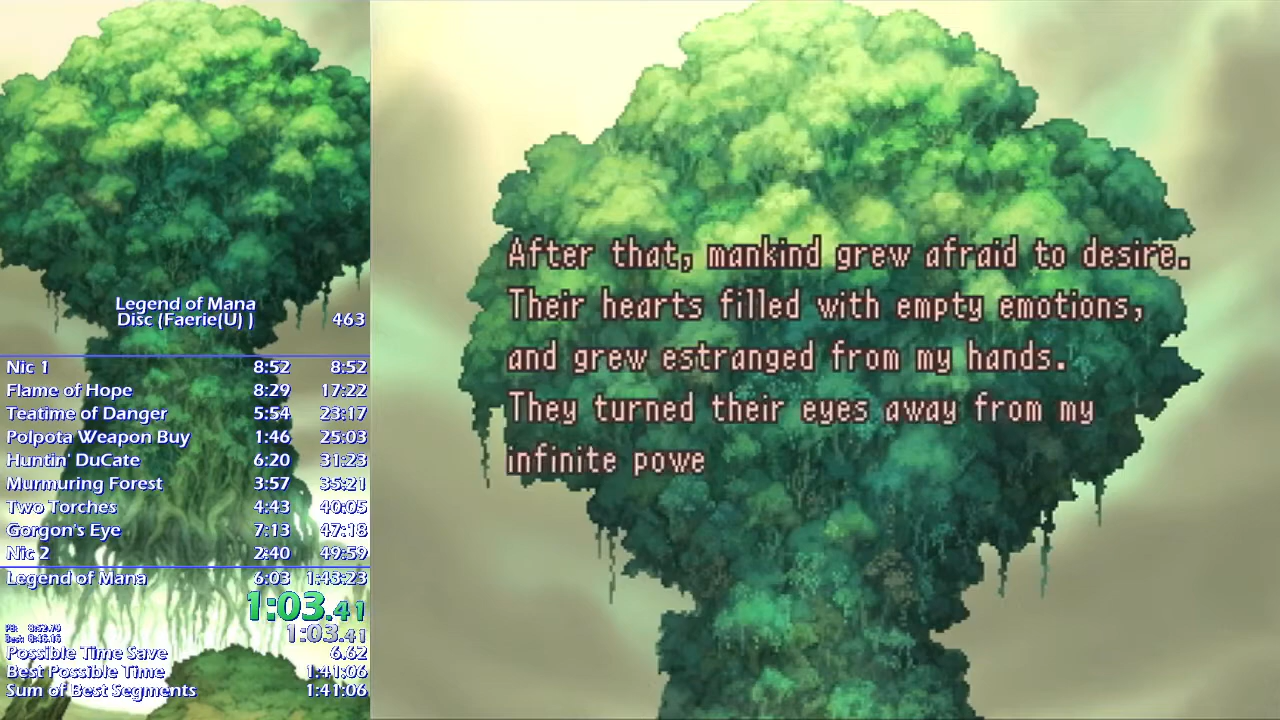 Legend of Mana
Disc (Faerie(U) ) 463
Nic 1 8:52 8:52
Flame of Hope 8:29 17:22
Teatime of Danger 5:54 23:17
Polpota Weapon Buy 1:46 25:03
Huntin' DuCate 6:20 31:23
Murmuring Forest 3:57 35:21
Two Torches 4:43 40:05
Gorgon's Eye 7:13 47:18
Nic 2 2:40 49:59
Legend of Mana 6:03 1:43:23
1:03.41
1:03.41
PB:
Best:
Possible Time Save 6.62
Best Possible Time 1:41:06
Sum of Best Segments 1:41:06
After that, mankind grew afraid to desire.
Their hearts filled with empty emotions,
and grew estranged from my hands.
They turned their eyes away from my
infinite powe